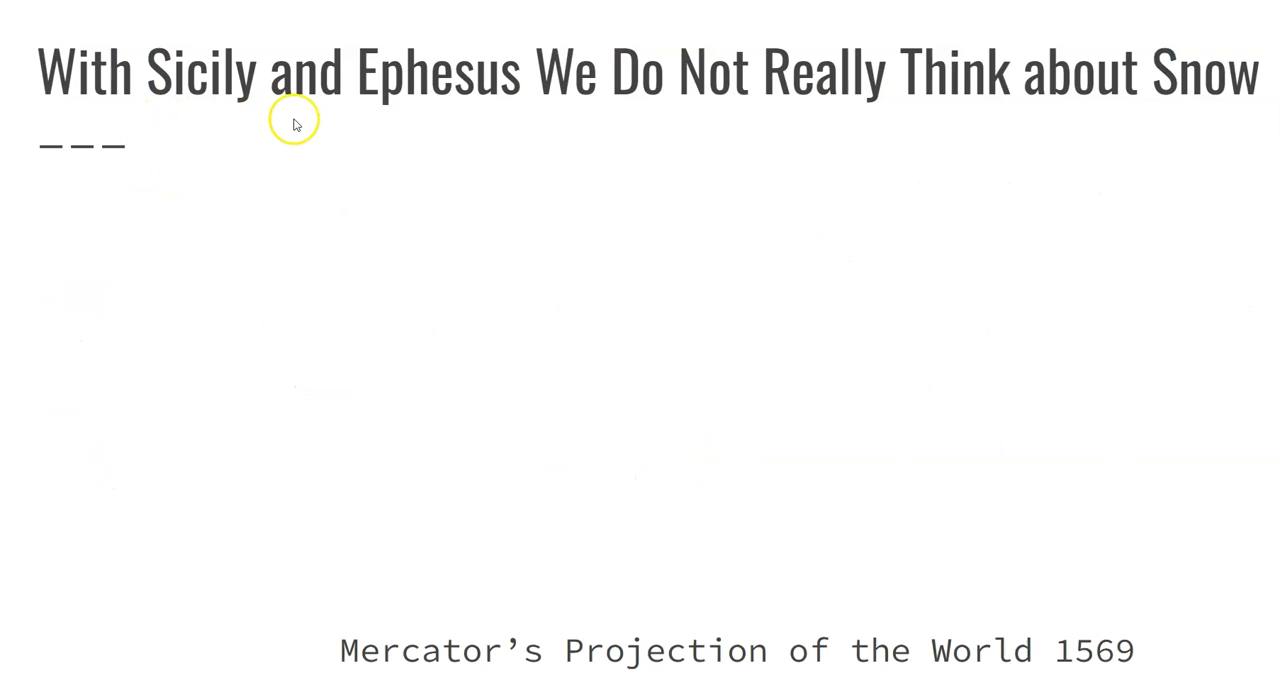 With Sicily and Ephesus We Do Not Really Think about Snow
Mercator’s Projection of the World 1569